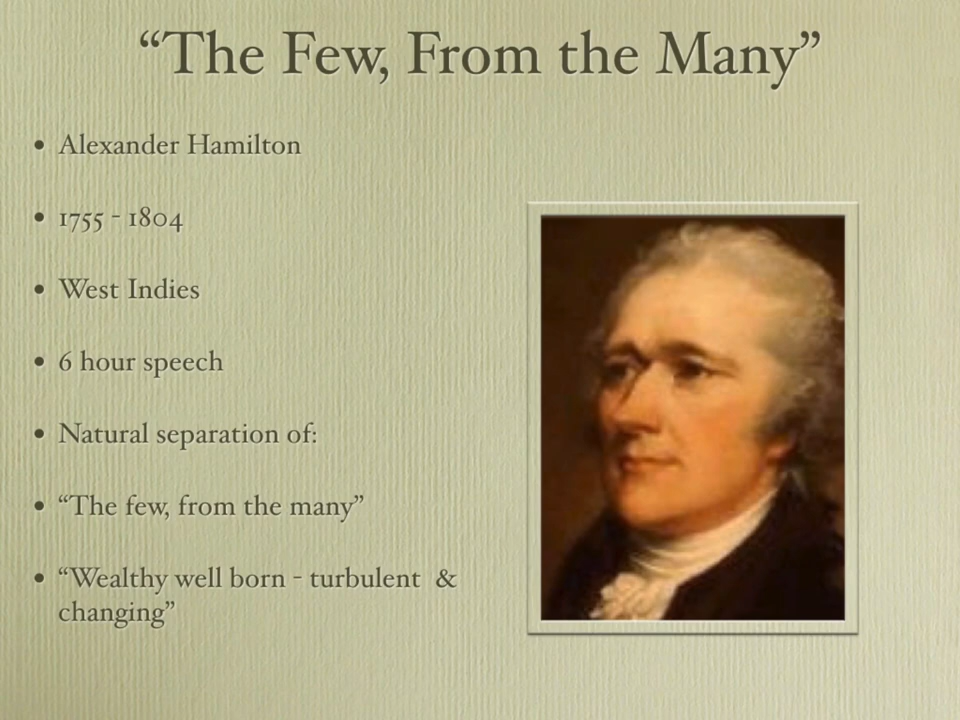 “The Few, From the Many”
• Alexander Hamilton
• 1755 - 1804
• West Indies
• 6 hour speech
• Natural separation of:
• “The few, from the many”
• “Wealthy well born - turbulent & 
changing”